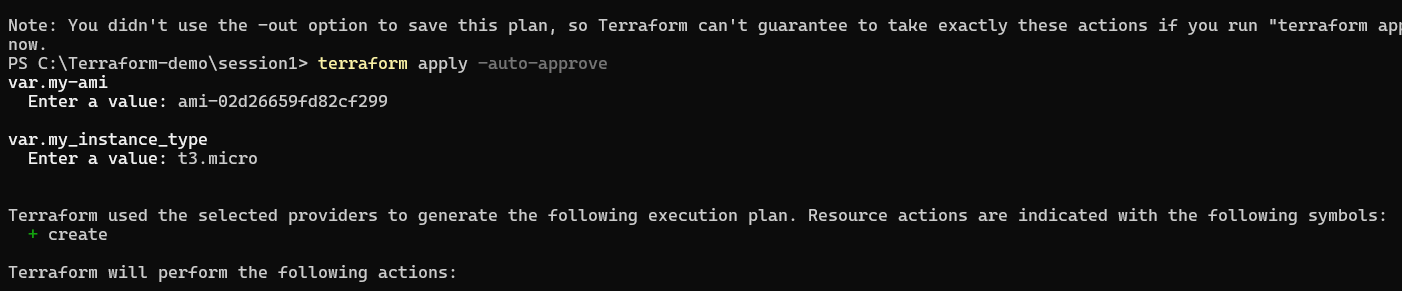 Note: You didn't use the -out option to save this plan, so Terraform can't guarantee to take exactly these actions if you run "terraform app
now.
PS C:\Terraform-demo\session1> terraform apply -auto-approve
var.my-ami
  Enter a value: ami-02d26659fd82cf299

var.my_instance_type
  Enter a value: t3.micro

Terraform used the selected providers to generate the following execution plan. Resource actions are indicated with the following symbols:
  + create

Terraform will perform the following actions: